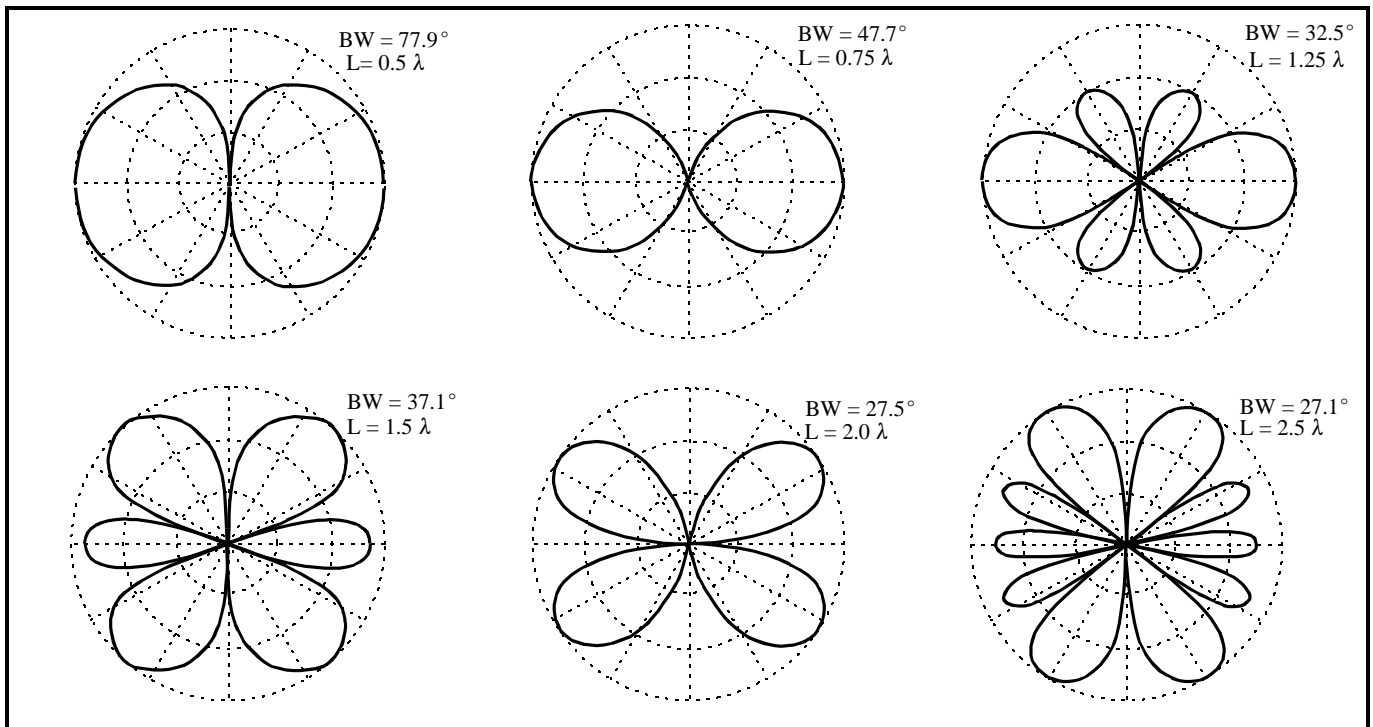 BW = 77.9°
L= 0.5 λ
BW = 47.7°
L = 0.75 λ
BW = 32.5°
L = 1.25 λ
BW = 37.1°
L = 1.5 λ
BW = 27.5°
L = 2.0 λ
BW = 27.1°
L = 2.5 λ